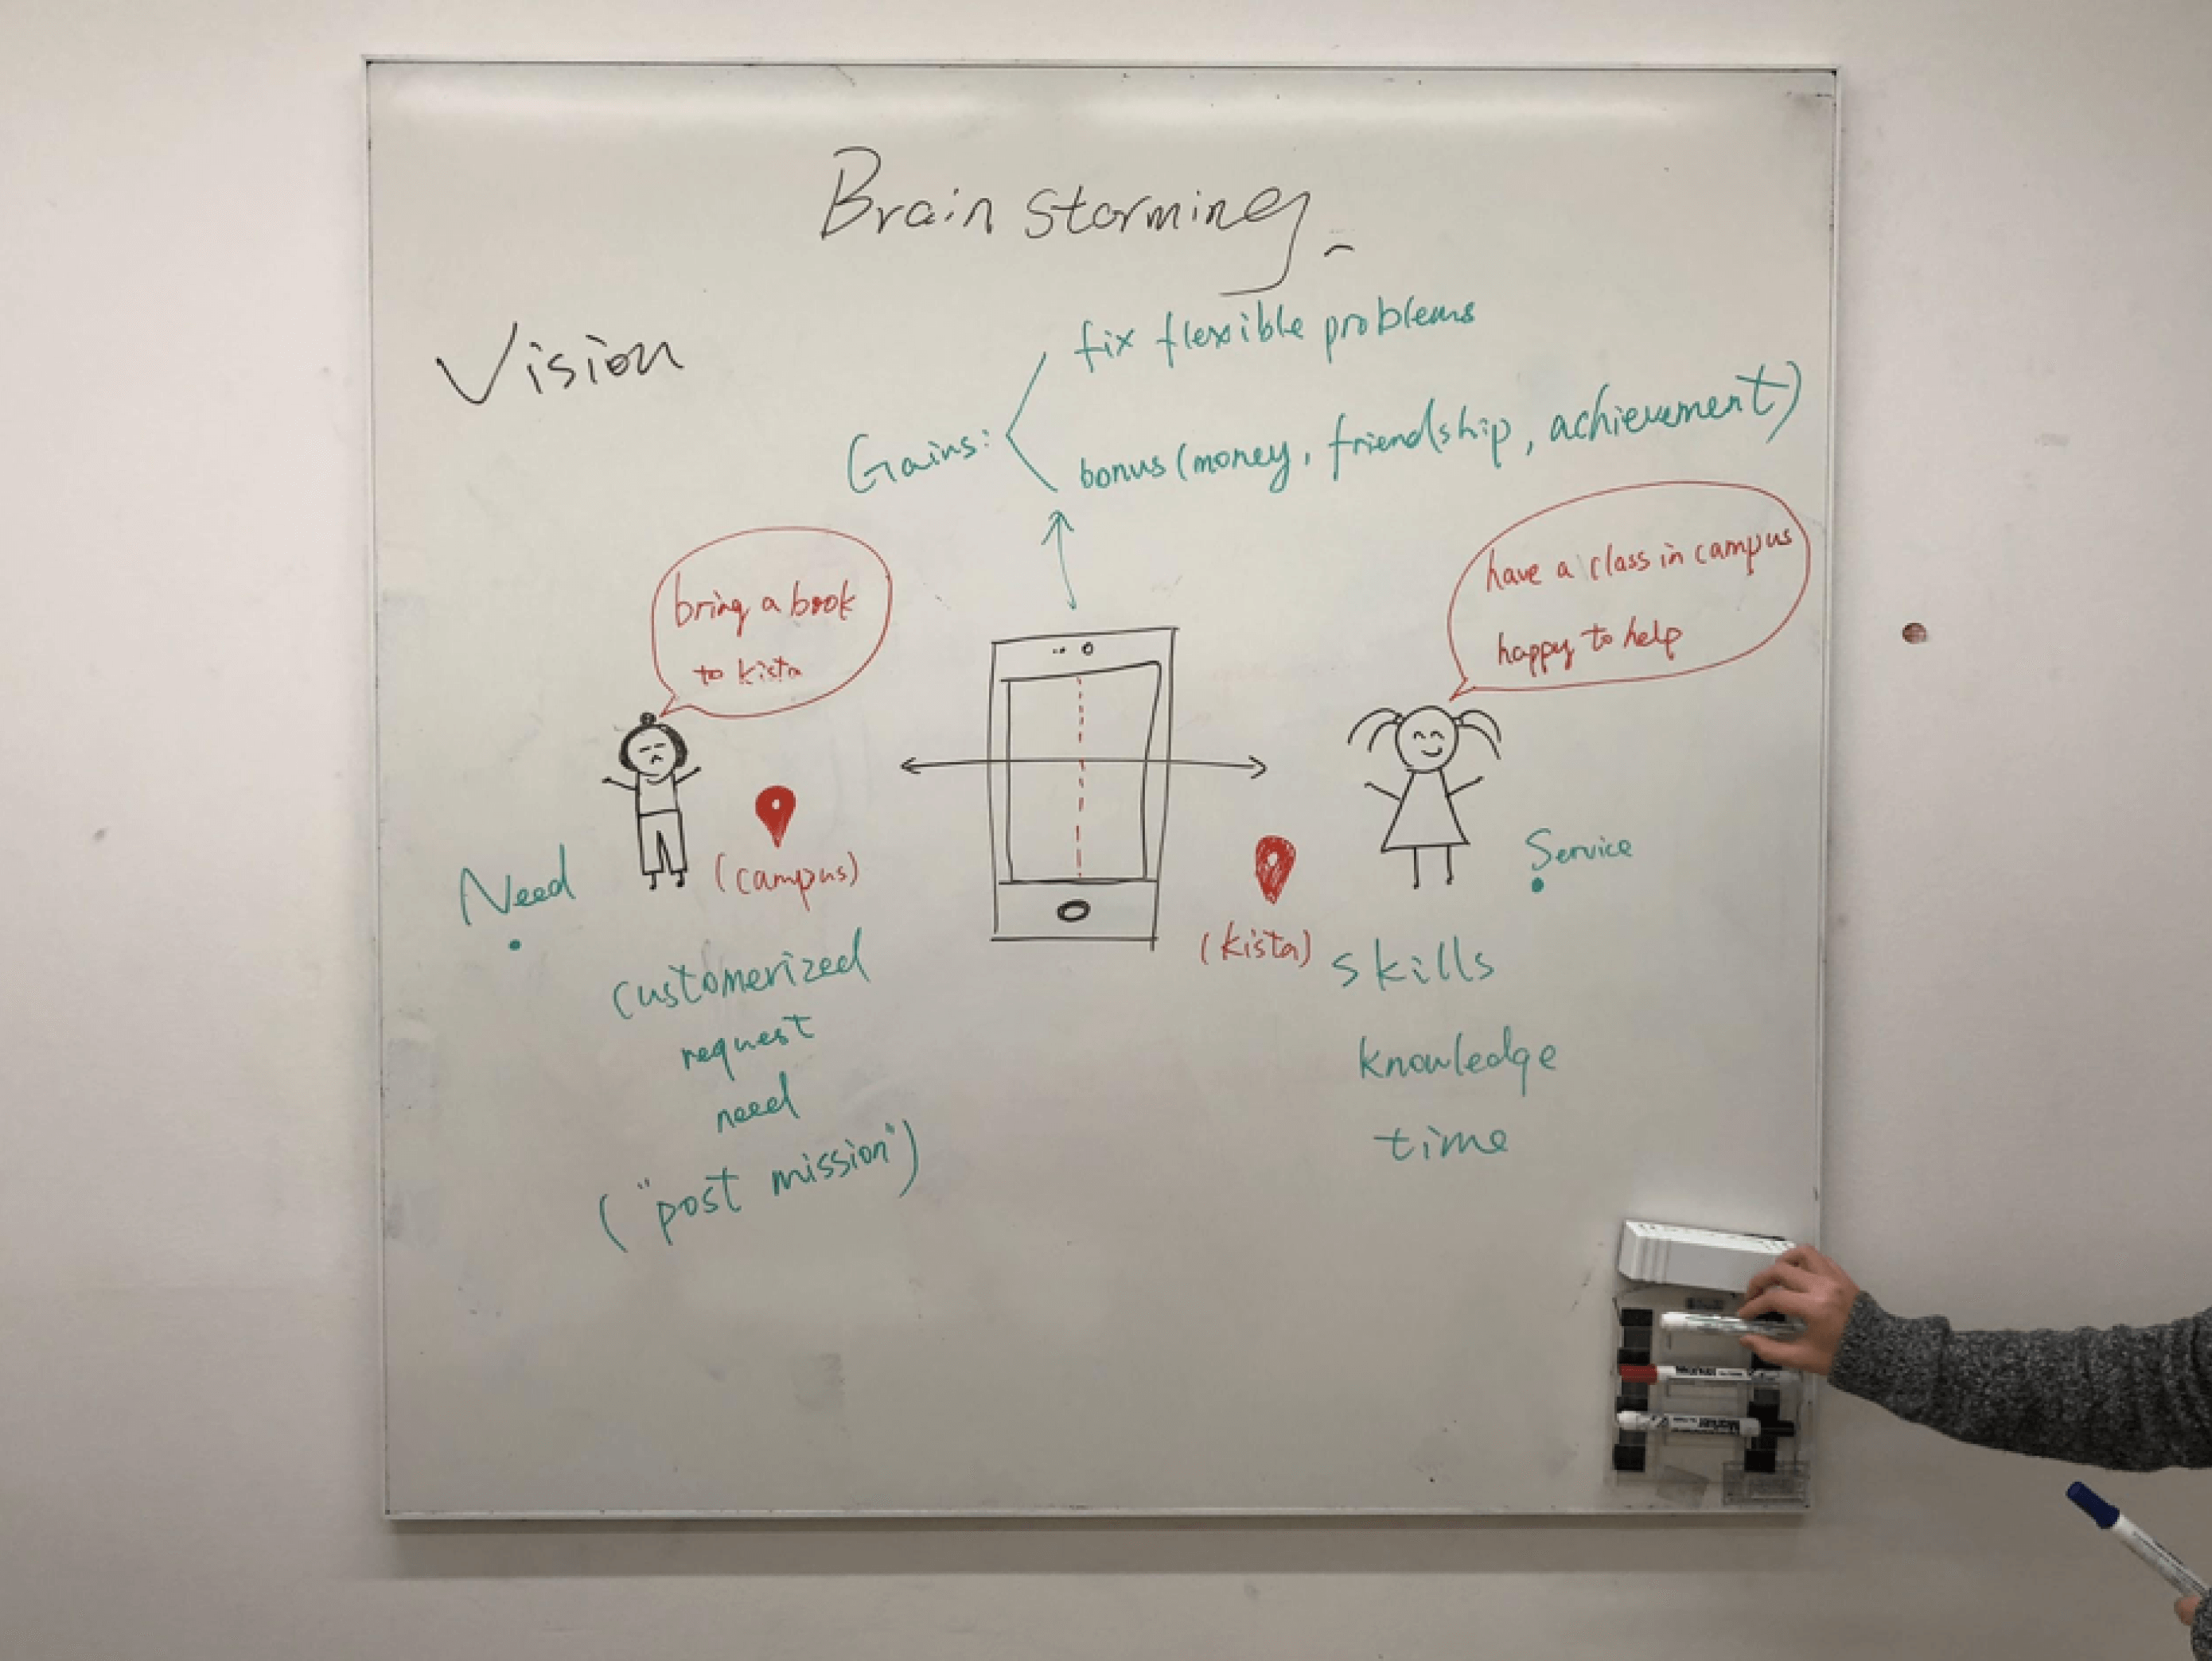 Brain storming
Vision
Gains:
fix flexible problems
bonus (money, friendship, achievement)
bring a book
to kista
have a class in campus
happy to help
Need
(campus)
customerized
request
need
("post mission")
(kista)
Service
skills
knowledge
time
Marker